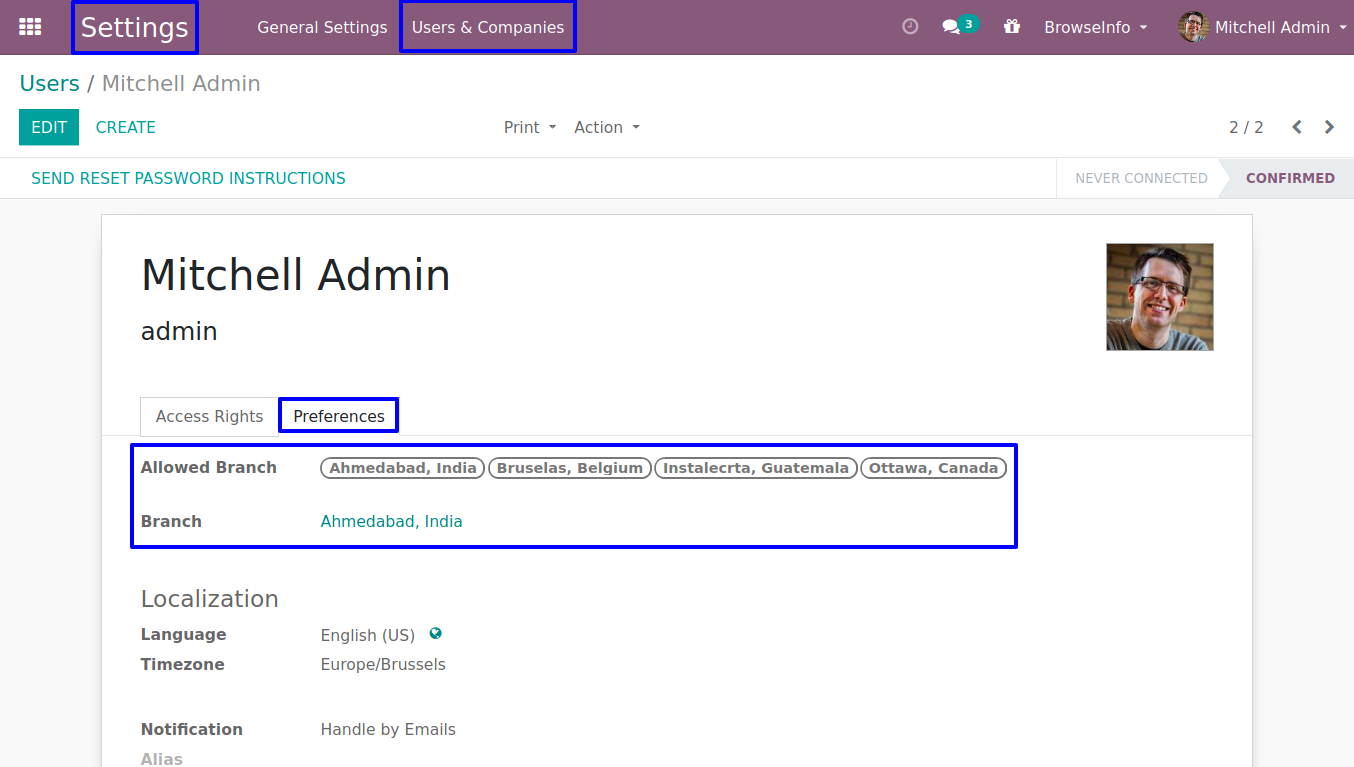 Settings General Settings Users & Companies 3 BrowseInfo Mitchell Admin
Users / Mitchell Admin
EDIT CREATE Print Action 2 / 2
SEND RESET PASSWORD INSTRUCTIONS NEVER CONNECTED CONFIRMED
Mitchell Admin
admin
Access Rights Preferences
Allowed Branch Ahmedabad, India Bruselas, Belgium Instalecrta, Guatemala Ottawa, Canada
Branch Ahmedabad, India
Localization
Language English (US)
Timezone Europe/Brussels
Notification Handle by Emails
Alias